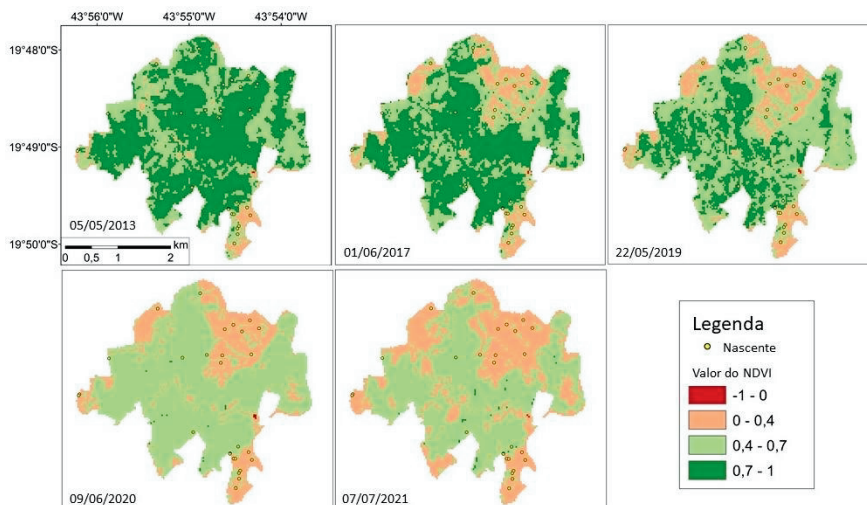 43°56'0"W 43°55'0"W 43°54'0"W
19°48'0"S
19°49'0"S
19°50'0"S
05/05/2013
km
0 0,5 1 2
01/06/2017
22/05/2019
09/06/2020
07/07/2021
Legenda
Nascente
Valor do NDVI
-1 - 0
0 - 0,4
0,4 - 0,7
0,7 - 1